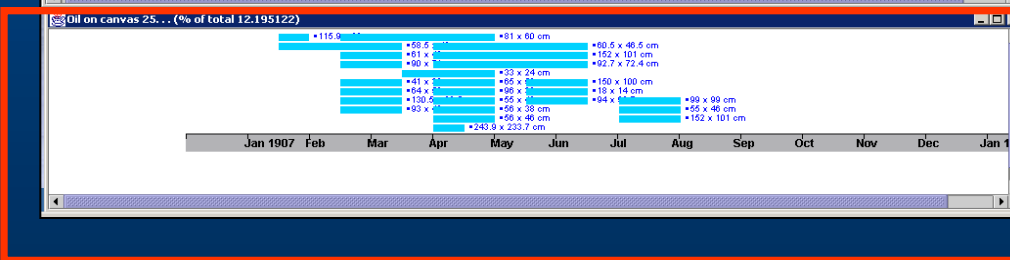 Oil on canvas 25. . . (% of total 12.195122)
115.9 81 x 60 cm
58.5 60.5 x 46.5 cm
61 x 152 x 101 cm
90 x 92.7 x 72.4 cm
33 x 24 cm
41 x 65 x 150 x 100 cm
64 x 96 x 18 x 14 cm
130.5 55 x 94 x 99 x 99 cm
93 x 56 x 38 cm 55 x 46 cm
56 x 46 cm 152 x 101 cm
243.9 x 233.7 cm
Jan 1907 Feb Mar Apr May Jun Jul Aug Sep Oct Nov Dec Jan 1